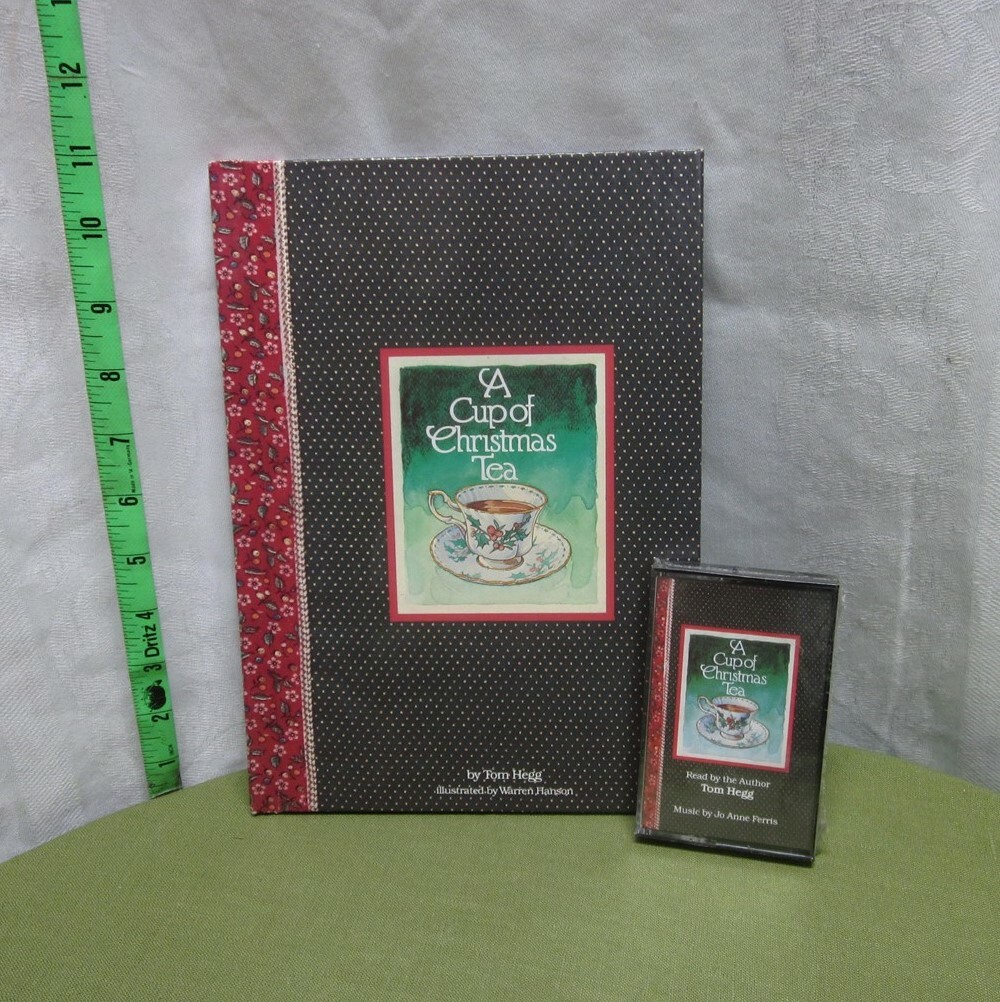 12
11
10
9
8
7
6
5
Dritz 4
3
2
1
A
Cup of
Christmas
Tea
by Tom Hegg
illustrated by Warren Hanson
A
Cup of
Christmas
Tea
Read by the Author
Tom Hegg
Music by Jo Anne Ferris